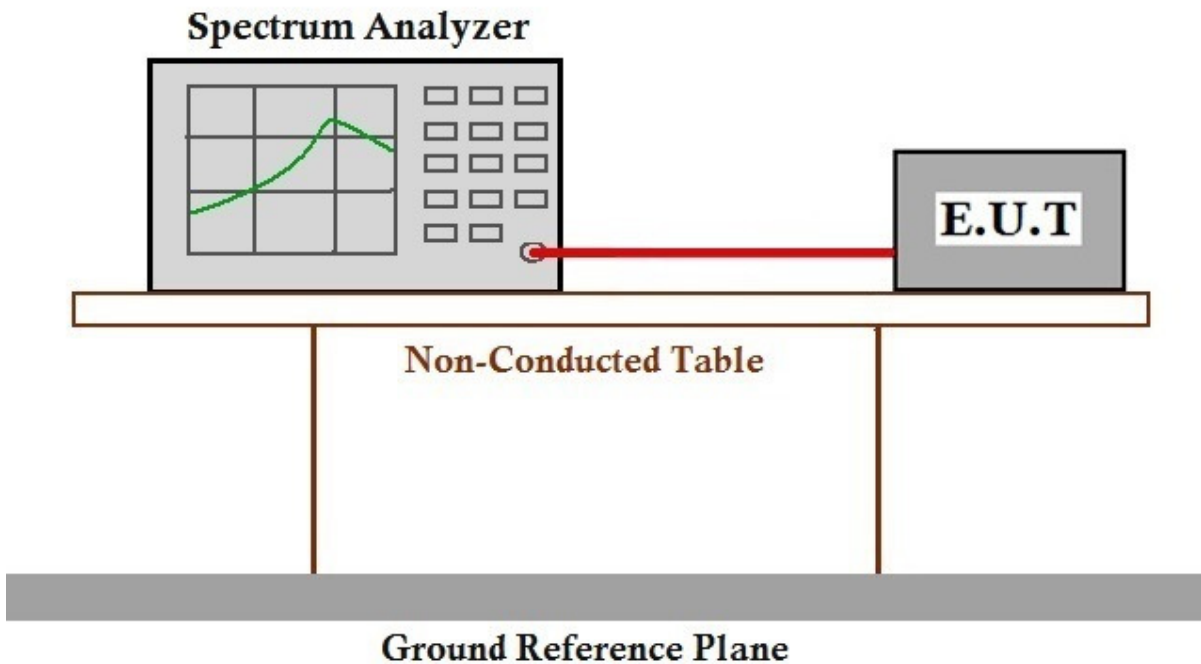 Spectrum Analyzer
E.U.T
Non-Conducted Table
Ground Reference Plane